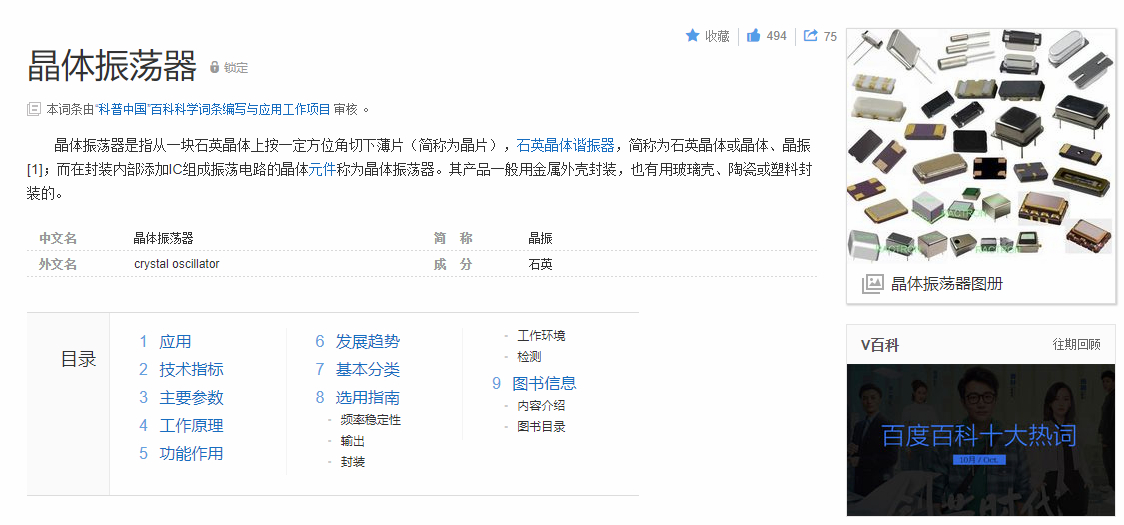 收藏 494 75
晶体振荡器 锁定
本词条由“科普中国”百科科学词条编写与应用工作项目 审核 。
晶体振荡器是指从一块石英晶体上按一定方位角切下薄片（简称为晶片），石英晶体谐振器，简称为石英晶体或晶体、晶振
[1]；而在封装内部添加IC组成振荡电路的晶体元件称为晶体振荡器。其产品一般用金属外壳封装，也有用玻璃壳、陶瓷或塑料封
装的。
中文名 晶体振荡器 简 称 晶振
外文名 crystal oscillator 成 分 石英
目录
1 应用
2 技术指标
3 主要参数
4 工作原理
5 功能作用
6 发展趋势
7 基本分类
8 选用指南
- 频率稳定性
- 输出
- 封装
- 工作环境
- 检测
9 图书信息
- 内容介绍
- 图书目录
晶体振荡器图册
V百科 往期回顾
百度百科十大热词
10月 / Oct.
创业时代